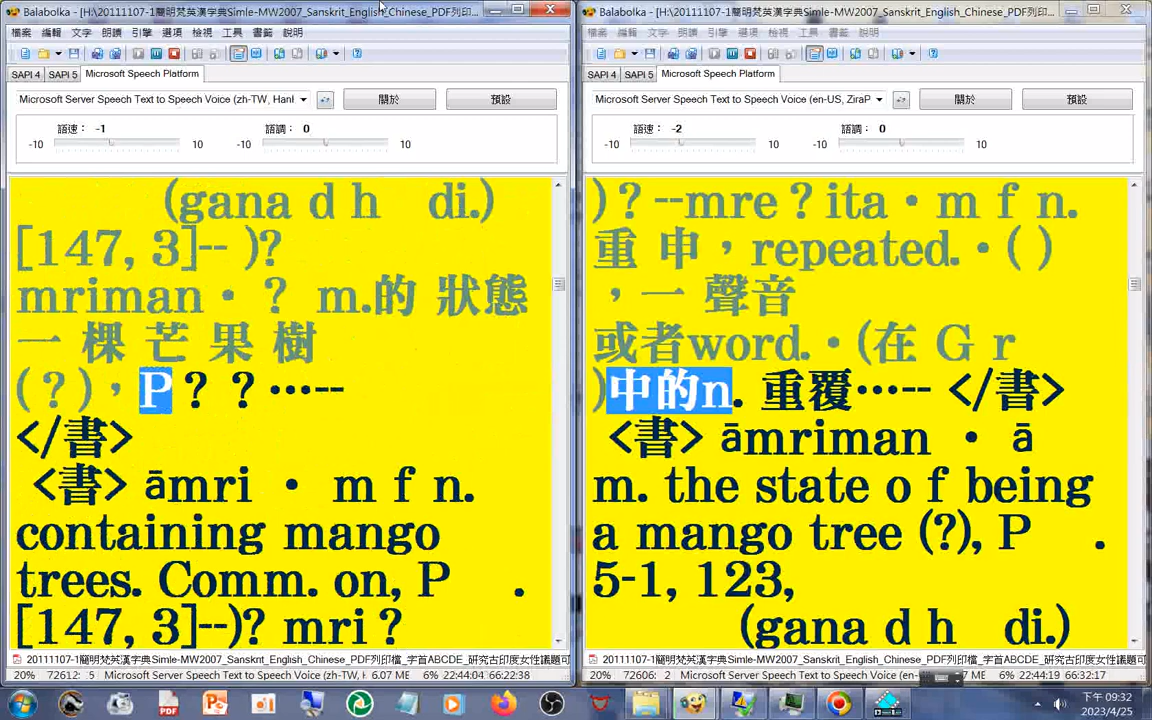 Balabolka - [H:\20111107-1簡明梵英漢字典Simle-MW2007_Sanskrit_English_Chinese_PDF列印...
檔案 編輯 文字 朗讀 引擎 選項 檢視 工具 書籤 說明
SAPI 4 SAPI 5 Microsoft Speech Platform
Microsoft Server Speech Text to Speech Voice (zh-TW, Hanl
關於 預設
語速： -1 語調： 0
-10 10 -10 10
(gana d h di.)
[147, 3]-- )?
mriman • ? m.的 狀態
一 棵 芒 果 樹
(？)，P？？…--
</書>
<書> āmri • m f n.
containing mango
trees. Comm. on, P .
[147, 3]--)? mri ?
20111107-1簡明梵英漢字典Simle-MW2007_Sanskrit_English_Chinese_PDF列印檔_字首ABCDE_研究古印度女性議題可
20% 72612: 5 Microsoft Server Speech Text to Speech Voice (zh-TW, H 6.07 MB 6% 22:44:04 66:22:38
Balabolka - [H:\20111107-1簡明梵英漢字典Simle-MW2007_Sanskrit_English_Chinese_PDF列印...
檔案 編輯 文字 朗讀 引擎 選項 檢視 工具 書籤 說明
SAPI 4 SAPI 5 Microsoft Speech Platform
Microsoft Server Speech Text to Speech Voice (en-US, ZiraP
關於 預設
語速： -2 語調： 0
-10 10 -10 10
)？--mre？ita • m f n.
重 申，repeated. • ( )
，一 聲音
或者word. • (在 G r
)中的n. 重覆…-- </書>
<書> āmriman • ā
m. the state o f being
a mango tree (?), P .
5-1, 123,
(gana d h di.)
20111107-1簡明梵英漢字典Simle-MW2007_Sanskrit_English_Chinese_PDF列印檔_字首ABCDE_研究古印度女性議題可
20% 72606: 2 Microsoft Server Speech Text to Speech Voice (en-US, Z 6.07 MB 6% 22:44:19 66:32:17
下午 09:32
2023/4/25